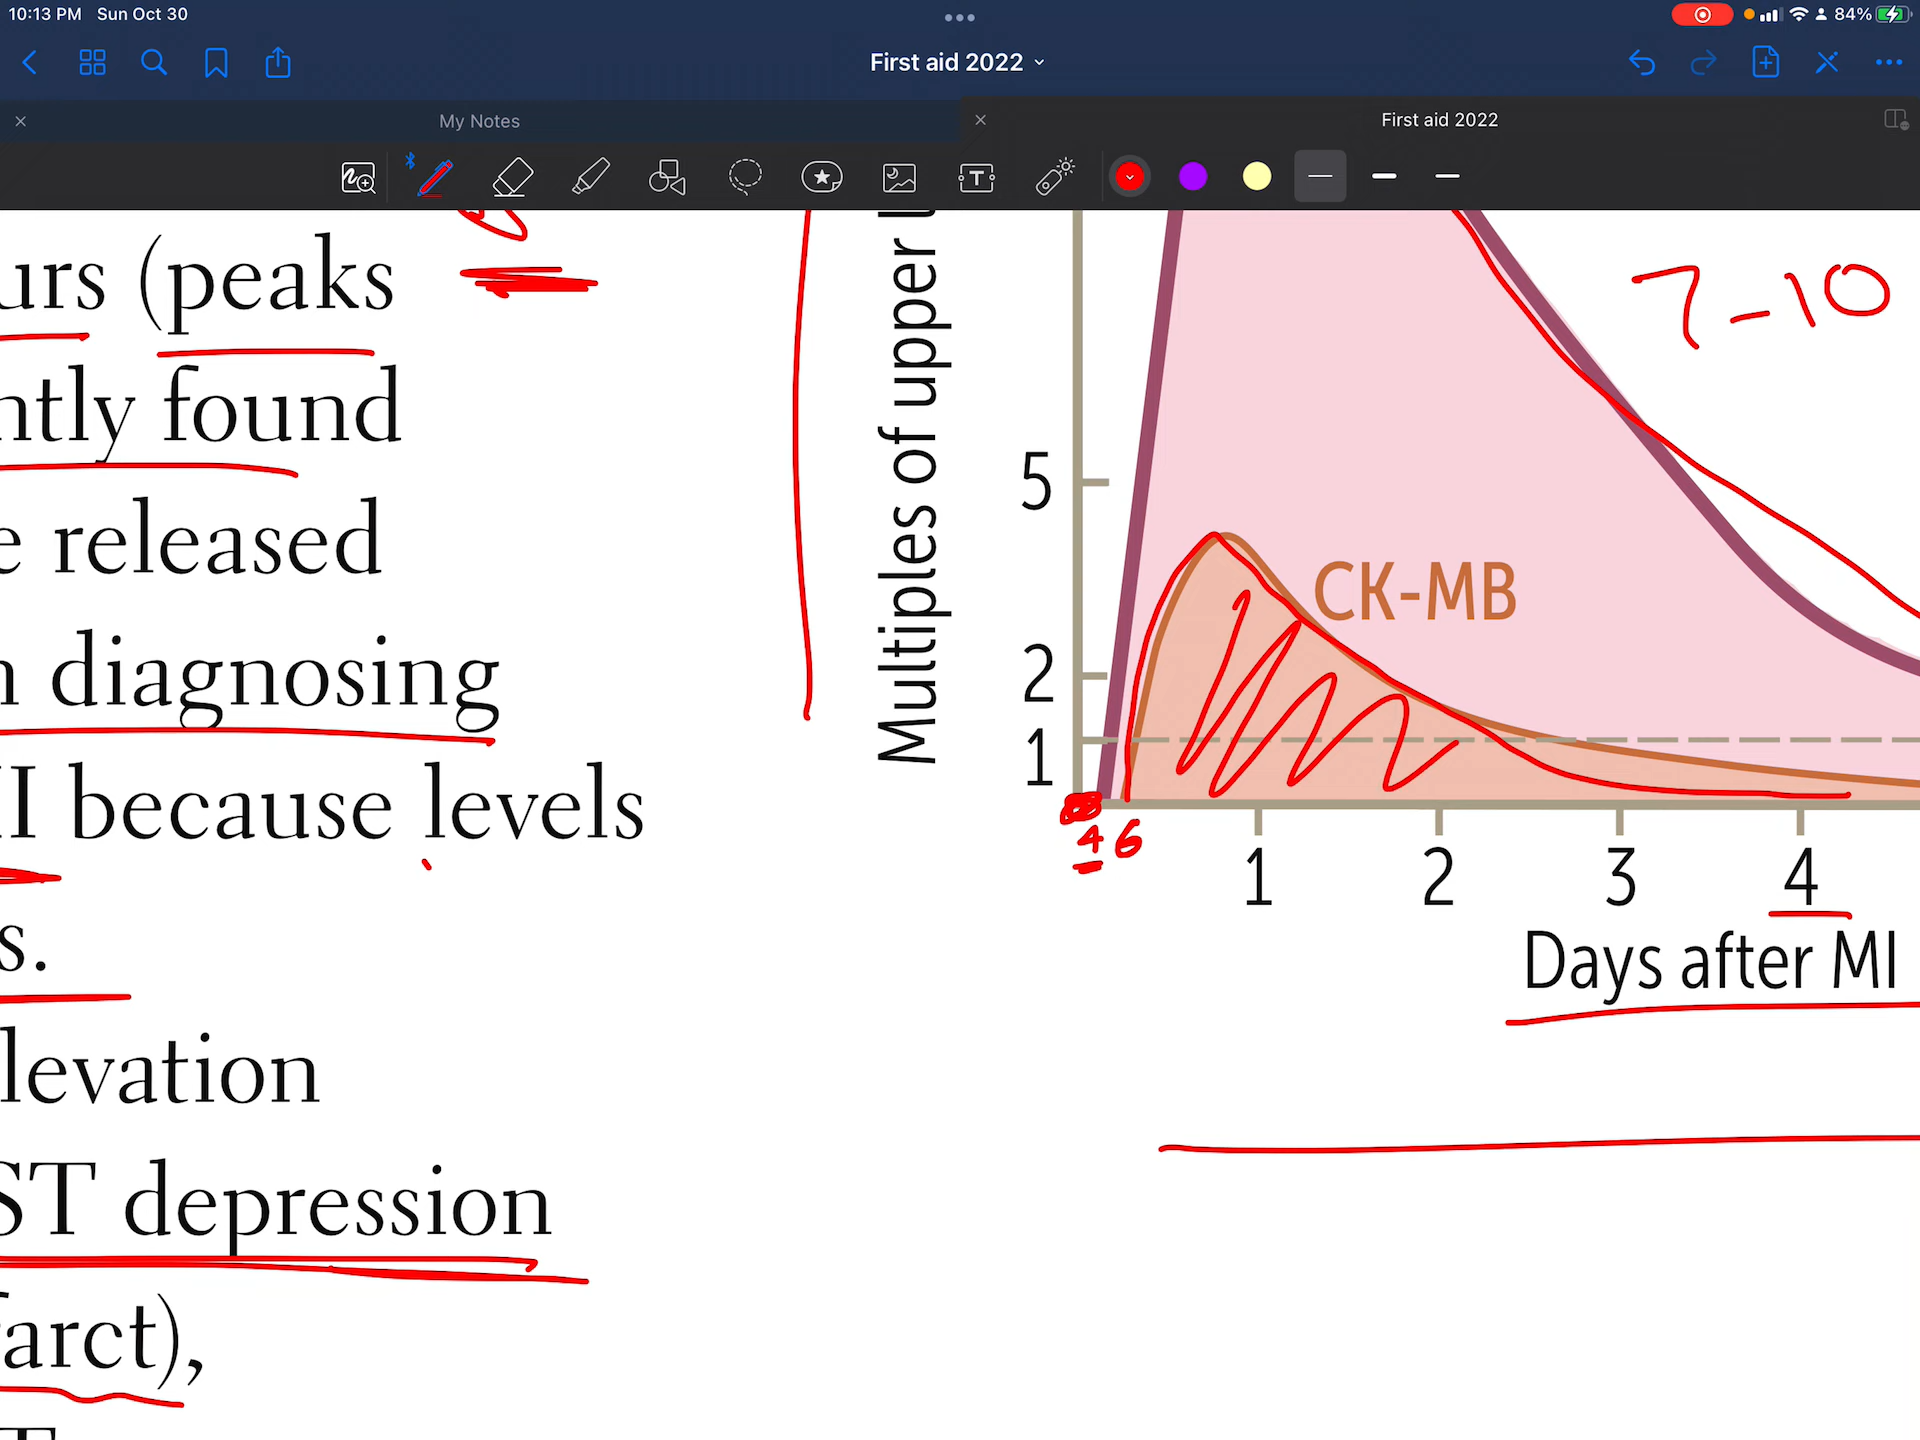 10:13 PM Sun Oct 30
84%
First aid 2022
My Notes
First aid 2022
urs (peaks
ntly found
e released
diagnosing
II because levels
s.
levation
ST depression
farct),
Multiples of upper
5
2
1
CK-MB
7-10
4 6
1 2 3 4
Days after MI